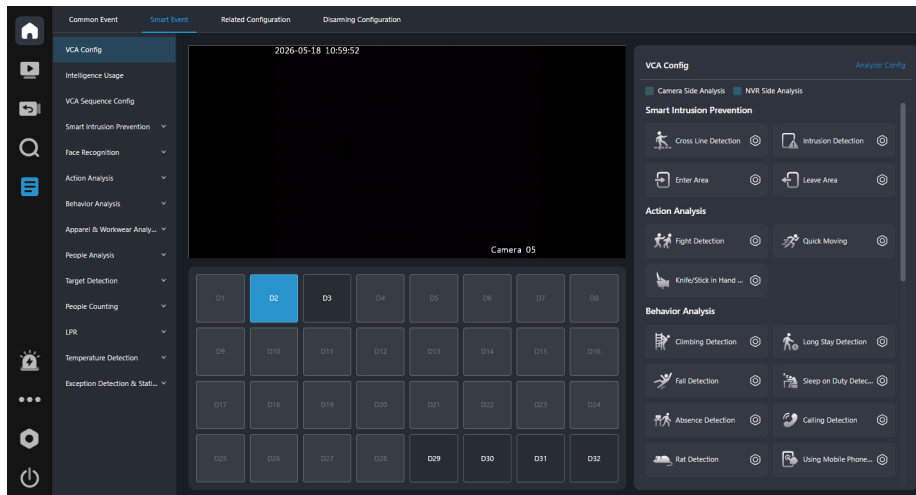 Common Event
Smart Event
Related Configuration
Disarming Configuration
VCA Config
Intelligence Usage
VCA Sequence Config
Smart Intrusion Prevention
Face Recognition
Action Analysis
Behavior Analysis
Apparel & Workwear Analy...
People Analysis
Target Detection
People Counting
LPR
Temperature Detection
Exception Detection & Stati...
2026-05-18 10:59:52
Camera 05
D1 D2 D3 D4 D5 D6 D7 D8
D9 D10 D11 D12 D13 D14 D15 D16
D17 D18 D19 D20 D21 D22 D23 D24
D25 D26 D27 D28 D29 D30 D31 D32
VCA Config
Analyzer Config
Camera Side Analysis
NVR Side Analysis
Smart Intrusion Prevention
Cross Line Detection
Intrusion Detection
Enter Area
Leave Area
Action Analysis
Fight Detection
Quick Moving
Knife/Stick in Hand ...
Behavior Analysis
Climbing Detection
Long Stay Detection
Fall Detection
Sleep on Duty Detec...
Absence Detection
Calling Detection
Rat Detection
Using Mobile Phone...